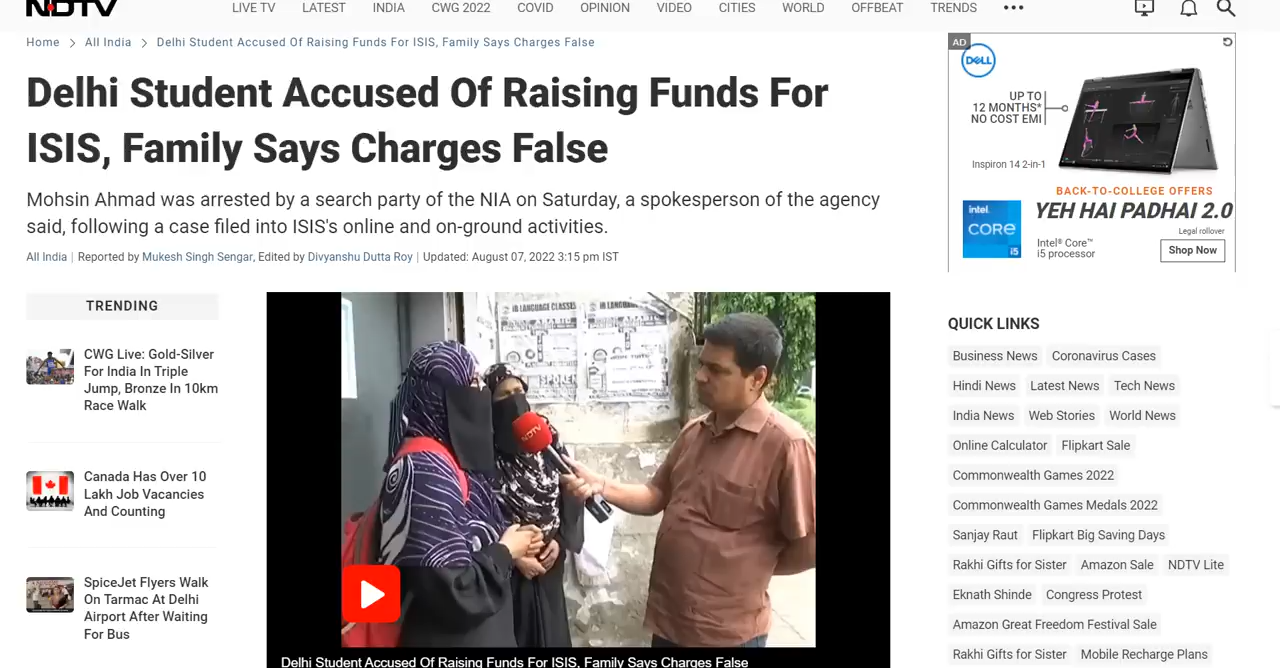 NDTV
LIVE TV LATEST INDIA CWG 2022 COVID OPINION VIDEO CITIES WORLD OFFBEAT TRENDS •••
Home > All India > Delhi Student Accused Of Raising Funds For ISIS, Family Says Charges False
Delhi Student Accused Of Raising Funds For
ISIS, Family Says Charges False
Mohsin Ahmad was arrested by a search party of the NIA on Saturday, a spokesperson of the agency
said, following a case filed into ISIS's online and on-ground activities.
All India | Reported by Mukesh Singh Sengar, Edited by Divyanshu Dutta Roy | Updated: August 07, 2022 3:15 pm IST
TRENDING
CWG Live: Gold-Silver
For India In Triple
Jump, Bronze In 10km
Race Walk
Canada Has Over 10
Lakh Job Vacancies
And Counting
SpiceJet Flyers Walk
On Tarmac At Delhi
Airport After Waiting
For Bus
LANGUAGE CLASSES
SPOKEN
NDTV
Delhi Student Accused Of Raising Funds For ISIS, Family Says Charges False
AD
DELL
UP TO
12 MONTHS*
NO COST EMI
Inspiron 14 2-in-1
BACK-TO-COLLEGE OFFERS
YEH HAI PADHAI 2.0
Legal rollover
intel.
CORE
i5
Intel® Core™
i5 processor
Shop Now
QUICK LINKS
Business News Coronavirus Cases
Hindi News Latest News Tech News
India News Web Stories World News
Online Calculator Flipkart Sale
Commonwealth Games 2022
Commonwealth Games Medals 2022
Sanjay Raut Flipkart Big Saving Days
Rakhi Gifts for Sister Amazon Sale NDTV Lite
Eknath Shinde Congress Protest
Amazon Great Freedom Festival Sale
Rakhi Gifts for Sister Mobile Recharge Plans